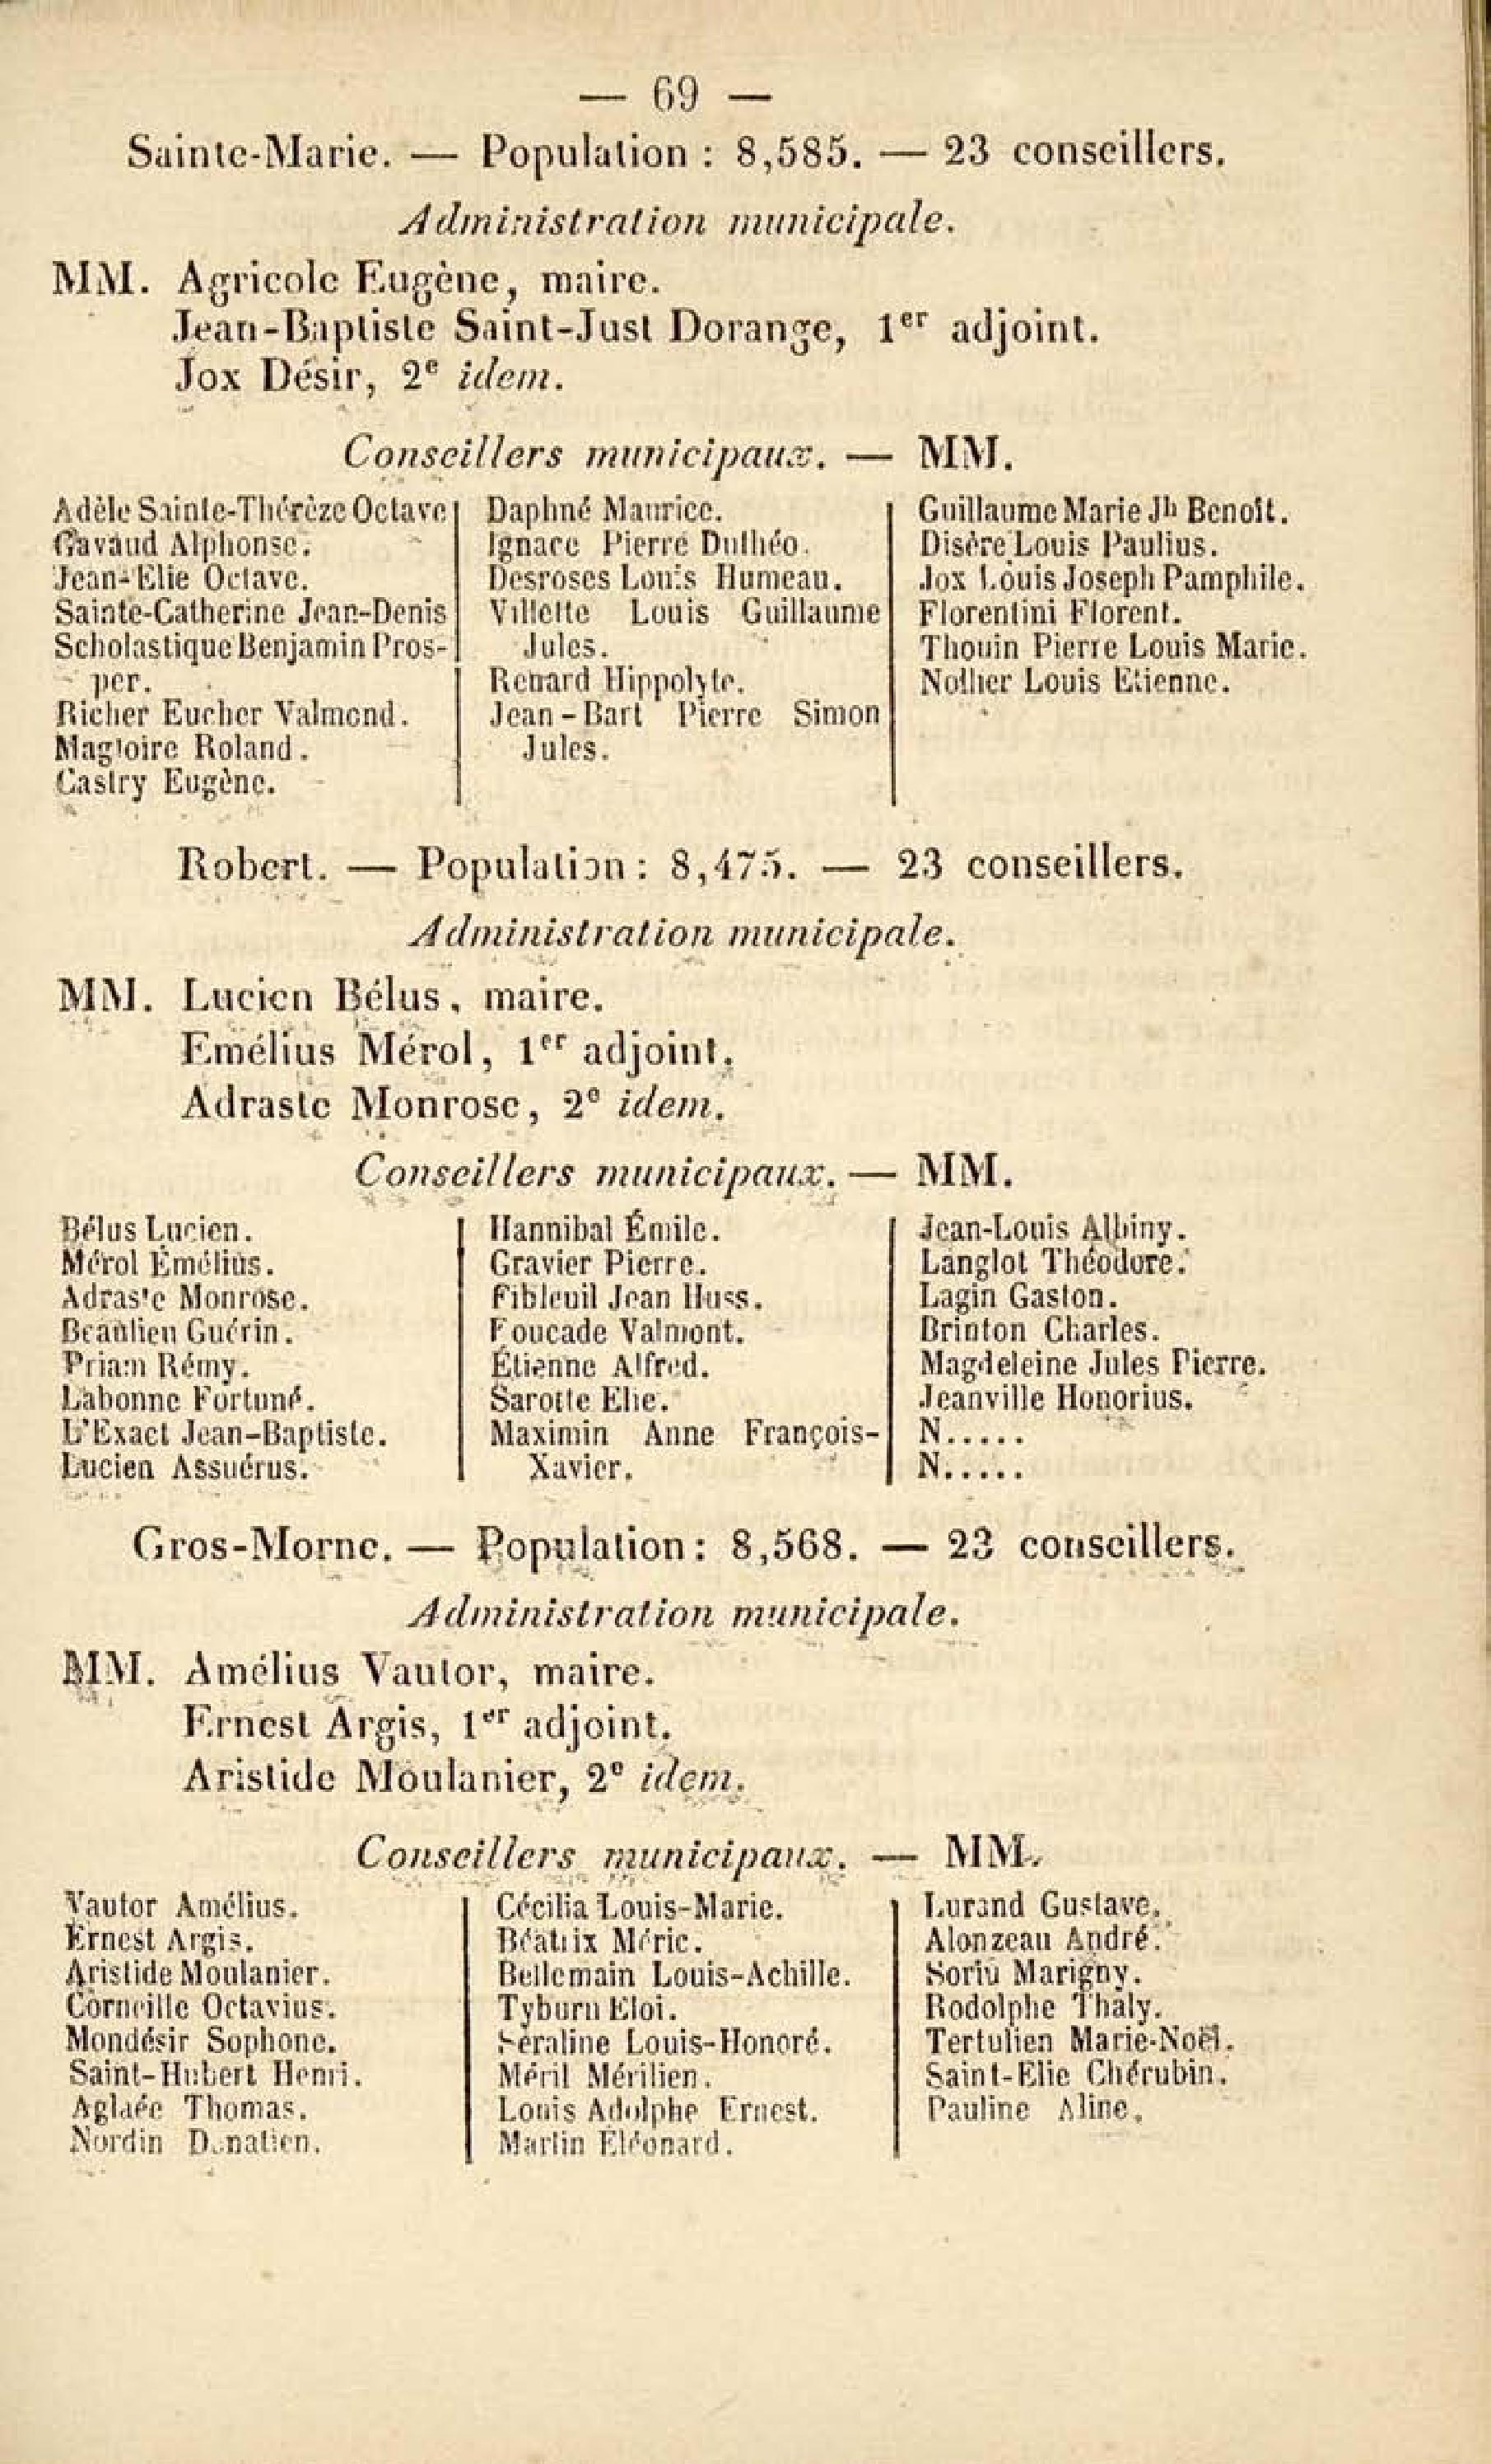 — 69 —
Sainte-Marie. — Population : 8,585. — 23 conseillers.
Administration municipale.
MM. Agricole Eugène, maire.
Jean-Baptiste Saint-Just Dorange, 1er adjoint.
Jox Désir, 2e idem.
Conseillers municipaux. — MM.
Adèle Sainte-Thérèze Octave
Gavaud Alphonse.
Jean-Elie Octave.
Sainte-Catherine Jean-Denis
Scholastique Benjamin Pros-
per.
Richer Eucher Valmond.
Magloire Roland.
Castry Eugène.
Daphné Maurice.
Ignace Pierre Duthéo.
Desroses Louis Humeau.
Villette Louis Guillaume
Jules.
Renard Hippolyte.
Jean-Bart Pierre Simon
Jules.
Guillaume Marie Jh Benoît.
Disère Louis Paulius.
Jox Louis Joseph Pamphile.
Florentini Florent.
Thouin Pierre Louis Marie.
Nollier Louis Etienne.
Robert. — Population : 8,475. — 23 conseillers.
Administration municipale.
MM. Lucien Bélus, maire.
Emélius Mérol, 1er adjoint.
Adraste Monrose, 2e idem.
Conseillers municipaux. — MM.
Bélus Lucien.
Mérol Émélius.
Adraste Monrose.
Beaulieu Guérin.
Priam Rémy.
Labonne Fortuné.
L'Exact Jean-Baptiste.
Lucien Assuérus.
Hannibal Émile.
Gravier Pierre.
Fibleuil Jean Huss.
Foucade Valmont.
Étienne Alfred.
Sarotte Elie.
Maximin Anne François-
Xavier.
Jean-Louis Albiny.
Langlot Théodore.
Lagin Gaston.
Brinton Charles.
Magdeleine Jules Pierre.
Jeanville Honorius.
N.....
N.....
Gros-Morne. — Population : 8,568. — 23 conseillers.
Administration municipale.
MM. Amélius Vautor, maire.
Ernest Argis, 1er adjoint.
Aristide Moulanier, 2e idem.
Conseillers municipaux. — MM.
Vautor Amélius.
Ernest Argis.
Aristide Moulanier.
Corneille Octavius.
Mondésir Sophone.
Saint-Hubert Henri.
Aglaée Thomas.
Nordin Donatien.
Cécilia Louis-Marie.
Béatrix Méric.
Bellemain Louis-Achille.
Tyburn Eloi.
Séraline Louis-Honoré.
Méril Mérilien.
Louis Adolphe Ernest.
Martin Eléonard.
Lurand Gustave.
Alonzeau André.
Soriu Marigny.
Rodolphe Thaly.
Tertulien Marie-Noël.
Saint-Elie Chérubin.
Pauline Aline.